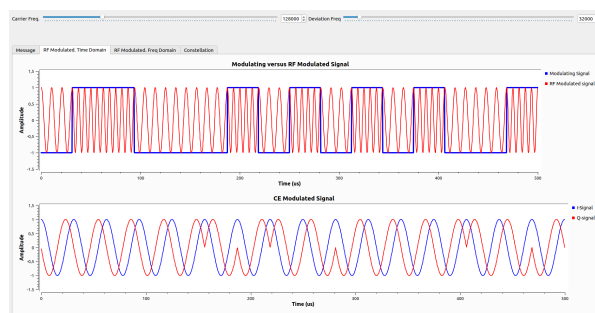 Carrier Freq. 128000 Deviation Freq 32000
Message RF Modulated. Time Domain RF Modulated. Freq Domain Constellation
Modulating versus RF Modulated Signal
Modulating Signal
RF Modulated signal
Amplitude
1,5
1
0,5
0
-0,5
-1
-1,5
0 100 200 300 400 500
Time (us)
CE Modulated Signal
I-Signal
Q-signal
Amplitude
1,5
1
0,5
0
-0,5
-1
-1,5
0 100 200 300 400 500
Time (us)